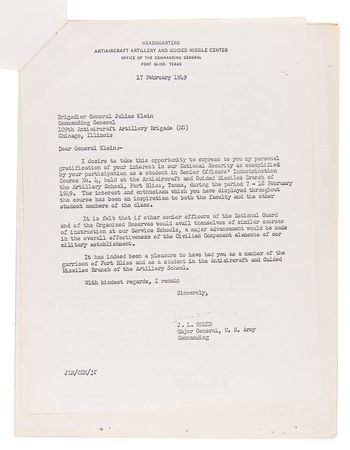 HEADQUARTERS
ANTIAIRCRAFT ARTILLERY AND GUIDED MISSILE CENTER
OFFICE OF THE COMMANDING GENERAL
FORT BLISS, TEXAS
17 February 1949
Brigadier General Julius Klein
Commanding General
109th Antiaircraft Artillery Brigade (NG)
Chicago, Illinois
Dear General Klein:-
I desire to take this opportunity to express to you my personal
gratification of your interest in our National Security as exemplified
by your participation as a student in Senior Officers' Indoctrination
Course No. 4, held at the Antiaircraft and Guided Missiles Branch of
the Artillery School, Fort Bliss, Texas, during the period 7 - 18 February
1949. The interest and enthusiasm which you have displayed throughout
the course has been an inspiration to both the faculty and the other
student members of the class.
It is felt that if other senior officers of the National Guard
and of the Organized Reserves would avail themselves of similar courses
of instruction at our Service Schools, a major advancement would be made
in the overall effectiveness of the Civilian Component elements of our
military establishment.
It has indeed been a pleasure to have had you as a member of the
garrison of Fort Bliss and as a student in the Antiaircraft and Guided
Missiles Branch of the Artillery School.
With kindest regards, I remain
Sincerely,
J. L.
Major General, U. S. Army
Commanding